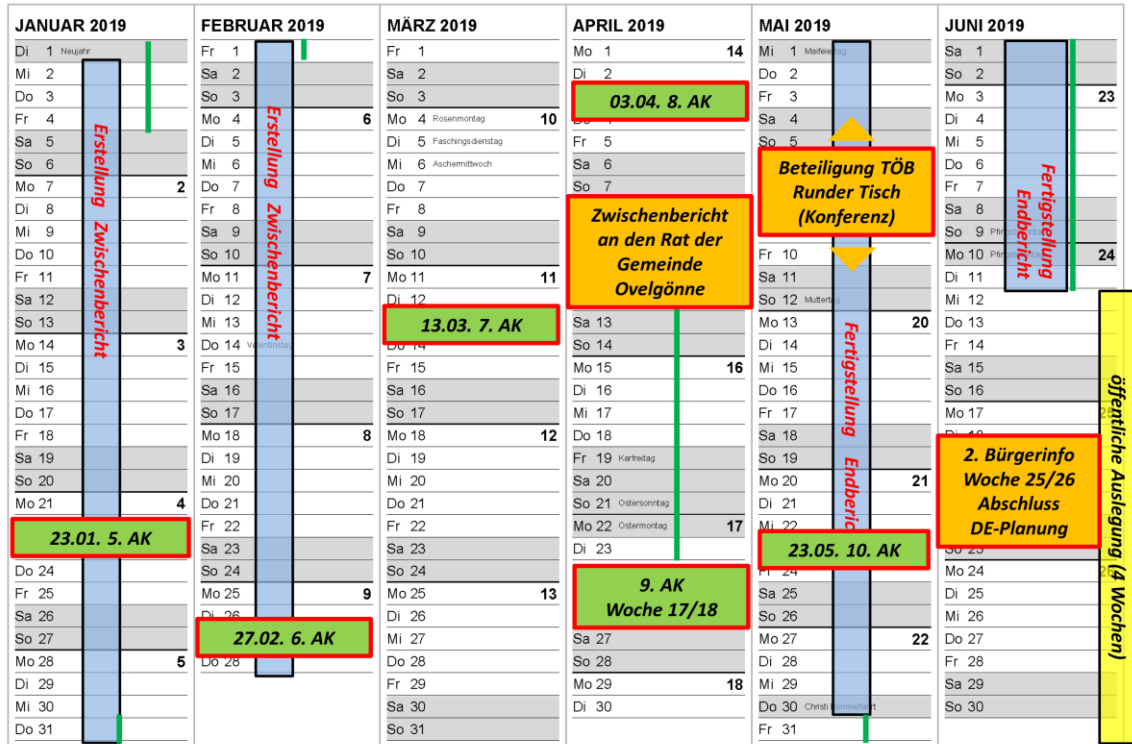 JANUAR 2019
Di 1 Neujahr
Mi 2
Do 3
Fr 4
Sa 5
So 6
Mo 7 2
Di 8
Mi 9
Do 10
Fr 11
Sa 12
So 13
Mo 14 3
Di 15
Mi 16
Do 17
Fr 18
Sa 19
So 20
Mo 21 4
23.01. 5. AK
Do 24
Fr 25
Sa 26
So 27
Mo 28 5
Di 29
Mi 30
Do 31
Erstellung Zwischenbericht
FEBRUAR 2019
Fr 1
Sa 2
So 3
Mo 4 6
Di 5
Mi 6
Do 7
Fr 8
Sa 9
So 10
Mo 11 7
Di 12
Mi 13
Do 14 Valentinstag
Fr 15
Sa 16
So 17
Mo 18 8
Di 19
Mi 20
Do 21
Fr 22
Sa 23
So 24
Mo 25 9
Di 26
27.02. 6. AK
Do 28
Erstellung Zwischenbericht
MÄRZ 2019
Fr 1
Sa 2
So 3
Mo 4 Rosenmontag 10
Di 5 Faschingsdienstag
Mi 6 Aschermittwoch
Do 7
Fr 8
Sa 9
So 10
Mo 11 11
Di 12
13.03. 7. AK
Do 14
Fr 15
Sa 16
So 17
Mo 18 12
Di 19
Mi 20
Do 21
Fr 22
Sa 23
So 24
Mo 25 13
Di 26
Mi 27
Do 28
Fr 29
Sa 30
So 31
APRIL 2019
Mo 1 14
Di 2
03.04. 8. AK
Fr 5
Sa 6
So 7
Zwischenbericht
an den Rat der
Gemeinde
Ovelgönne
Sa 13
So 14
Mo 15 16
Di 16
Mi 17
Do 18
Fr 19 Karfreitag
Sa 20
So 21 Ostersonntag
Mo 22 Ostermontag 17
Di 23
9. AK
Woche 17/18
Sa 27
So 28
Mo 29 18
Di 30
MAI 2019
Mi 1 Maifeiertag
Do 2
Fr 3
Sa 4
So 5
Beteiligung TÖB
Runder Tisch
(Konferenz)
Fr 10
Sa 11
So 12 Muttertag
Mo 13 20
Di 14
Mi 15
Do 16
Fr 17
Sa 18
So 19
Mo 20 21
Di 21
Mi 22
23.05. 10. AK
Fr 24
Sa 25
So 26
Mo 27 22
Di 28
Mi 29
Do 30 Christi Himmelfahrt
Fr 31
Fertigstellung Endberic
JUNI 2019
Sa 1
So 2
Mo 3 23
Di 4
Mi 5
Do 6
Fr 7
Sa 8
So 9
Mo 10 24
Di 11
Mi 12
Do 13
Fr 14
Sa 15
So 16
Mo 17 25
Di 18
2. Bürgerinfo
Woche 25/26
Abschluss
DE-Planung
So 23
Mo 24 26
Di 25
Mi 26
Do 27
Fr 28
Sa 29
So 30
Fertigstellung
Endbericht
öffentliche Auslegung (4 Wochen)